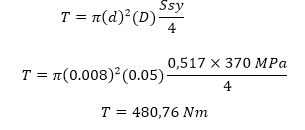 T = π(d)²(D) Ssy/4
T = π(0.008)²(0.05) 0,517 × 370 MPa/4
T = 480,76 Nm